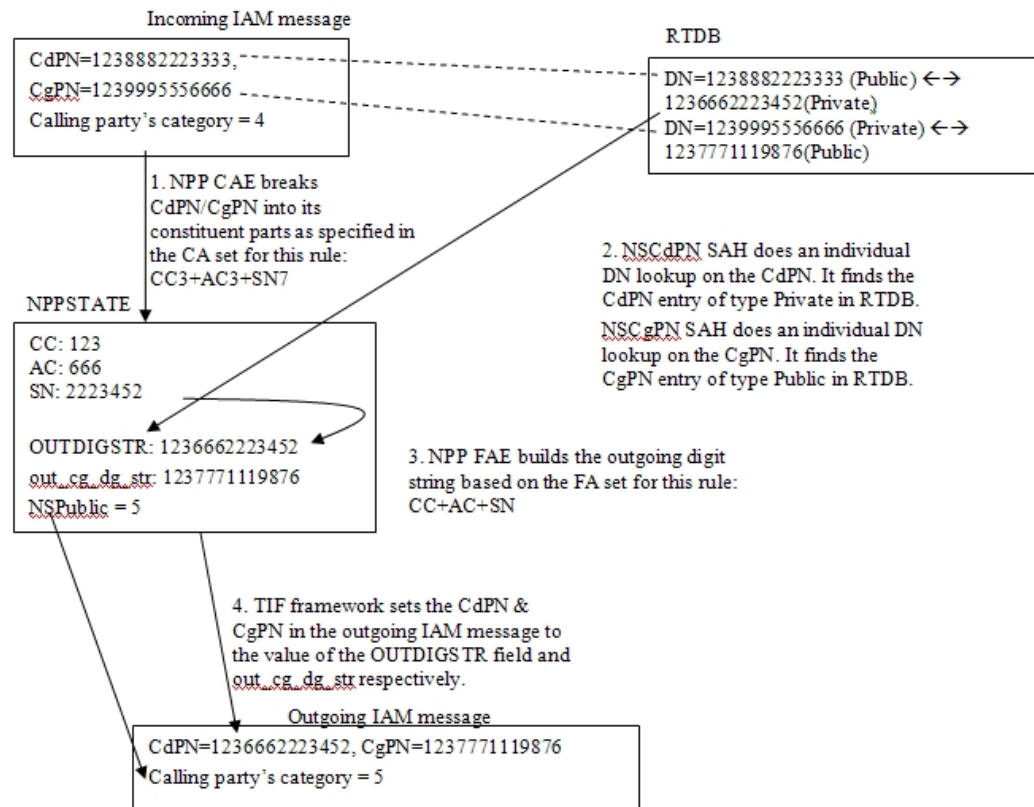 Incoming IAM message
CdPN=1238882223333,
CgPN=1239995556666
Calling party's category = 4
RTDB
DN=1238882223333 (Public) ←→
1236662223452(Private)
DN=1239995556666 (Private) ←→
1237771119876(Public)
1. NPP CAE breaks
CdPN/CgPN into its
constituent parts as specified in
the CA set for this rule:
CC3+AC3+SN7
2. NSCdPN SAH does an individual
DN lookup on the CdPN. It finds the
CdPN entry of type Private in RTDB.
NSCgPN SAH does an individual DN
lookup on the CgPN. It finds the
CgPN entry of type Public in RTDB.
NPPSTATE
CC: 123
AC: 666
SN: 2223452
OUTDIGSTR: 1236662223452
out_cg_dg_str: 1237771119876
NSPublic = 5
3. NPP FAE builds the outgoing digit
string based on the FA set for this rule:
CC+AC+SN
4. TIF framework sets the CdPN &
CgPN in the outgoing IAM message to
the value of the OUTDIGSTR field and
out_cg_dg_str respectively.
Outgoing IAM message
CdPN=1236662223452, CgPN=1237771119876
Calling party's category = 5